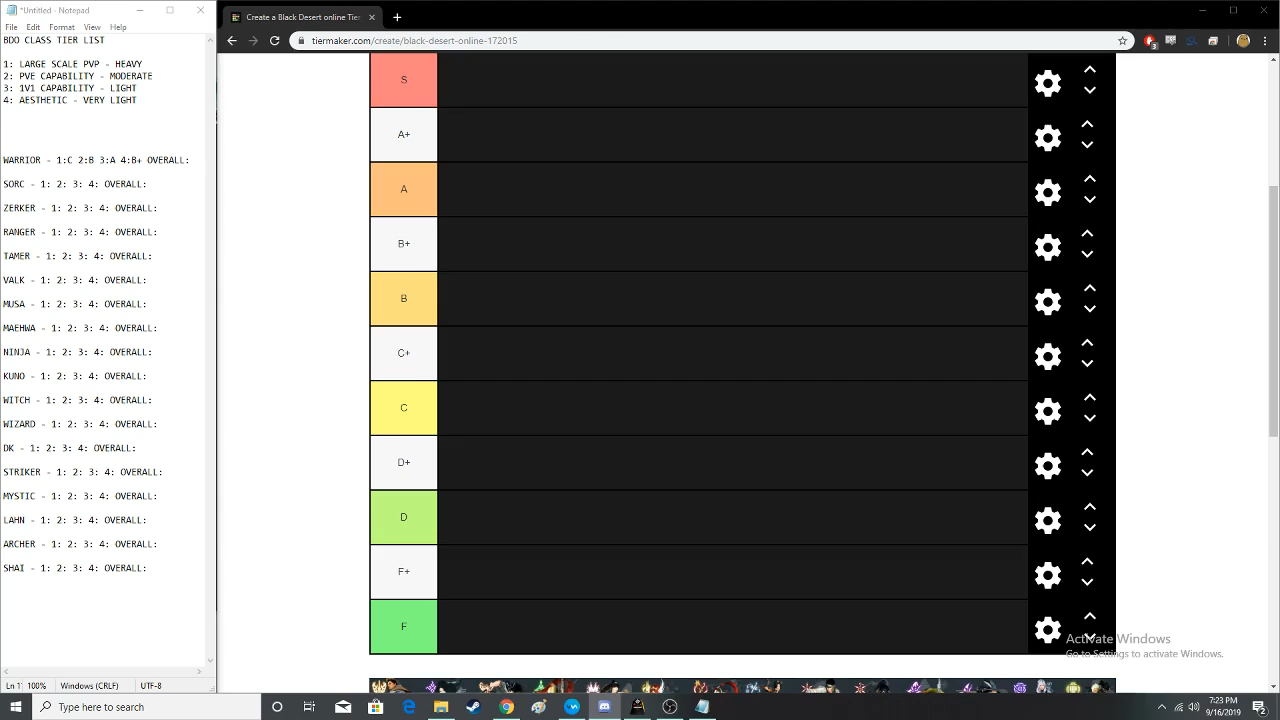 *Untitled - Notepad
File Edit Format View Help
BDO CLASS TIER LIST
1: LARGE SCALE PVP - HEAVY
2: PVE CAPABILITY - MODERATE
3: 1V1 CAPABILITY - LIGHT
4: AESTHETIC - VERY LIGHT
WARRIOR - 1:C 2:B 3:A 4:B+ OVERALL:
SORC - 1: 2: 3: 4: OVERALL:
ZERKER - 1: 2: 3: 4: OVERALL:
RANGER - 1: 2: 3: 4: OVERALL:
TAMER - 1: 2: 3: 4: OVERALL:
VALK - 1: 2: 3: 4: OVERALL:
MUSA - 1: 2: 3: 4: OVERALL:
MAEHWA - 1: 2: 3: 4: OVERALL:
NINJA - 1: 2: 3: 4: OVERALL:
KUNO - 1: 2: 3: 4: OVERALL:
WITCH - 1: 2: 3: 4: OVERALL:
WIZARD - 1: 2: 3: 4: OVERALL:
DK - 1: 2: 3: 4: OVERALL:
STRIKER - 1: 2: 3: 4: OVERALL:
MYSTIC - 1: 2: 3: 4: OVERALL:
LAHN - 1: 2: 3: 4: OVERALL:
ARCHER - 1: 2: 3: 4: OVERALL:
SHAI - 1: 2: 3: 4: OVERALL:
Ln 1 100% Windows (CRLF) UTF-8
Create a Black Desert online Tier
tiermaker.com/create/black-desert-online-172015
3
S
A+
A
B+
B
C+
C
D+
D
F+
F
Activate Windows
Go to Settings to activate Windows.
Type here to search
7:23 PM
9/16/2019
2